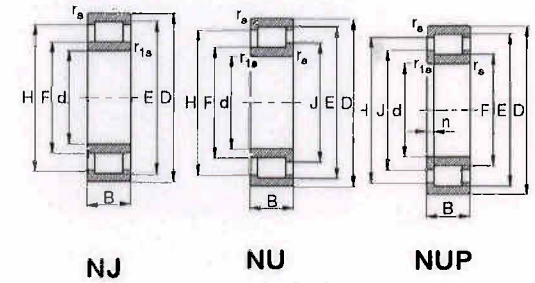 rs
r1s
H F d E D
B
NJ
rs
r1s
rs
H F d J E D
B
NU
rs
r1s
rs
H J d n F E D
B
NUP